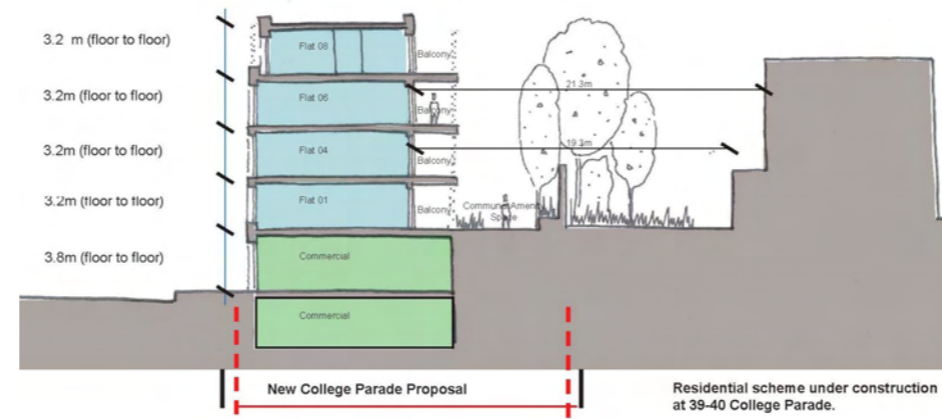 3.2 m (floor to floor)
3.2m (floor to floor)
3.2m (floor to floor)
3.2m (floor to floor)
3.8m (floor to floor)
Flat 08
Balcony
Flat 06
Balcony
21.3m
Flat 04
Balcony
19.3m
Flat 01
Balcony
Communal Amenity
Space
Commercial
Commercial
New College Parade Proposal
Residential scheme under construction
at 39-40 College Parade.